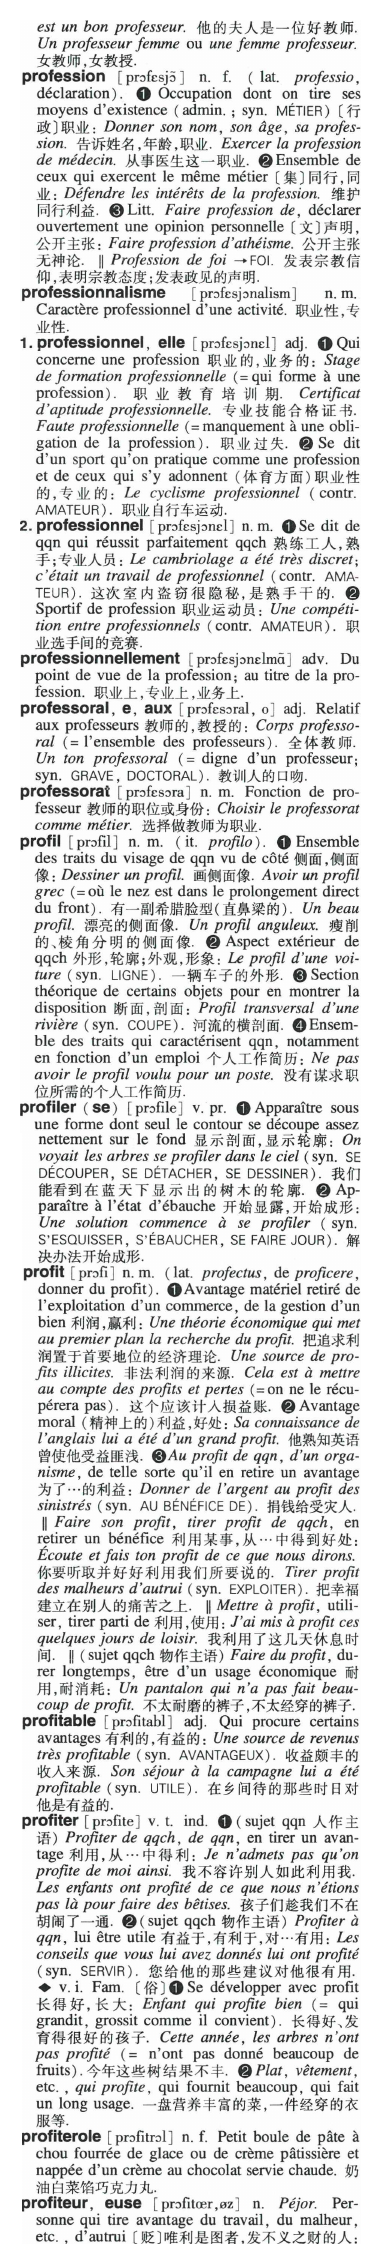 est un bon professeur. 他的夫人是一位好教师.
Un professeur femme ou une femme professeur.
女教师,女教授.
profession [prɔfɛsjɔ̃] n. f. ( lat. professio,
déclaration). ❶ Occupation dont on tire ses
moyens d'existence (admin. ; syn. MÉTIER) [行
政]职业: Donner son nom, son âge, sa profes-
sion. 告诉姓名,年龄,职业. Exercer la profession
de médecin. 从事医生这一职业. ❷ Ensemble de
ceux qui exercent le même métier [集]同行,同
业: Défendre les intérêts de la profession. 维护
同行利益. ❸ Litt. Faire profession de, déclarer
ouvertement une opinion personnelle [文]声明,
公开主张: Faire profession d'athéisme. 公开主张
无神论. ‖ Profession de foi →FOI. 发表宗教信
仰,表明宗教态度;发表政见的声明.
professionnalisme [prɔfɛsjɔnalism] n. m.
Caractère professionnel d'une activité. 职业性,专
业性.
1. professionnel, elle [prɔfɛsjɔnɛl] adj. ❶ Qui
concerne une profession 职业的,业务的: Stage
de formation professionnelle (= qui forme à une
profession). 职业教育培训期. Certificat
d'aptitude professionnelle. 专业技能合格证书.
Faute professionnelle (= manquement à une obli-
gation de la profession). 职业过失. ❷ Se dit
d'un sport qu'on pratique comme une profession
et de ceux qui s'y adonnent (体育方面)职业性
的,专业的: Le cyclisme professionnel ( contr.
AMATEUR). 职业自行车运动.
2. professionnel [prɔfɛsjɔnɛl] n. m. ❶ Se dit de
qqn qui réussit parfaitement qqch 熟练工人,熟
手;专业人员: Le cambriolage a été très discret;
c'était un travail de professionnel (contr. AMA-
TEUR). 这次室内盗窃很隐秘,是熟手干的. ❷
Sportif de profession 职业运动员: Une compéti-
tion entre professionnels (contr. AMATEUR). 职
业选手间的竞赛.
professionnellement [prɔfɛsjɔnɛlmɑ̃] adv. Du
point de vue de la profession; au titre de la pro-
fession. 职业上,专业上,业务上.
professoral, e, aux [prɔfɛsɔral, o] adj. Relatif
aux professeurs 教师的,教授的: Corps professo-
ral (= l'ensemble des professeurs). 全体教师.
Un ton professoral (= digne d'un professeur;
syn. GRAVE, DOCTORAL). 教训人的口吻.
professorat [prɔfɛsɔra] n. m. Fonction de pro-
fesseur 教师的职位或身份: Choisir le professorat
comme métier. 选择做教师为职业.
profil [prɔfil] n. m. (it. profilo). ❶ Ensemble
des traits du visage de qqn vu de côté 侧面,侧面
像: Dessiner un profil. 画侧面像. Avoir un profil
grec (= où le nez est dans le prolongement direct
du front). 有一副希腊脸型(直鼻梁的). Un beau
profil. 漂亮的侧面像. Un profil anguleux. 瘦削
的、棱角分明的侧面像. ❷ Aspect extérieur de
qqch 外形,轮廓;外观,形象: Le profil d'une voi-
ture (syn. LIGNE). 一辆车子的外形. ❸ Section
théorique de certains objets pour en montrer la
disposition 断面,剖面: Profil transversal d'une
rivière (syn. COUPE). 河流的横剖面. ❹ Ensem-
ble des traits qui caractérisent qqn, notamment
en fonction d'un emploi 个人工作简历: Ne pas
avoir le profil voulu pour un poste. 没有谋求职
位所需的个人工作简历.
profiler (se) [prɔfile] v. pr. ❶ Apparaître sous
une forme dont seul le contour se découpe assez
nettement sur le fond 显示剖面,显示轮廓: On
voyait les arbres se profiler dans le ciel (syn. SE
DÉCOUPER, SE DÉTACHER, SE DESSINER). 我们
能看到在蓝天下显示出的树木的轮廓. ❷ Ap-
paraître à l'état d'ébauche 开始显露,开始成形:
Une solution commence à se profiler ( syn.
S'ESQUISSER, S'ÉBAUCHER, SE FAIRE JOUR). 解
决办法开始成形.
profit [prɔfi] n. m. (lat. profectus, de proficere,
donner du profit). ❶ Avantage matériel retiré de
l'exploitation d'un commerce, de la gestion d'un
bien 利润,赢利: Une théorie économique qui met
au premier plan la recherche du profit. 把追求利
润置于首要地位的经济理论. Une source de pro-
fits illicites. 非法利润的来源. Cela est à mettre
au compte des profits et pertes (= on ne le récu-
pérera pas). 这个应该计入损益账. ❷ Avantage
moral (精神上的)利益,好处: Sa connaissance de
l'anglais lui a été d'un grand profit. 他熟知英语
曾使他受益匪浅. ❸ Au profit de qqn, d'un orga-
nisme, de telle sorte qu'il en retire un avantage
为了…的利益: Donner de l'argent au profit des
sinistrés (syn. AU BÉNÉFICE DE). 捐钱给受灾人.
‖ Faire son profit, tirer profit de qqch, en
retirer un bénéfice 利用某事,从…中得到好处:
Écoute et fais ton profit de ce que nous dirons.
你要听取并好好利用我们所要说的. Tirer profit
des malheurs d'autrui (syn. EXPLOITER). 把幸福
建立在别人的痛苦之上. ‖ Mettre à profit, utili-
ser, tirer parti de 利用,使用: J'ai mis à profit ces
quelques jours de loisir. 我利用了这几天休息时
间. ‖ (sujet qqch 物作主语) Faire du profit, du-
rer longtemps, être d'un usage économique 耐
用,耐消耗: Un pantalon qui n'a pas fait beau-
coup de profit. 不太耐磨的裤子,不太经穿的裤子.
profitable [prɔfitabl] adj. Qui procure certains
avantages 有利的,有益的: Une source de revenus
très profitable (syn. AVANTAGEUX). 收益颇丰的
收入来源. Son séjour à la campagne lui a été
profitable (syn. UTILE). 在乡间待的那些时日对
他是有益的.
profiter [prɔfite] v. t. ind. ❶ (sujet qqn 人作主
语) Profiter de qqch, de qqn, en tirer un avan-
tage 利用,从…中得利: Je n'admets pas qu'on
profite de moi ainsi. 我不容许别人如此利用我.
Les enfants ont profité de ce que nous n'étions
pas là pour faire des bêtises. 孩子们趁我们不在
胡闹了一通. ❷ (sujet qqch 物作主语) Profiter à
qqn, lui être utile 有益于,有利于,对…有用: Les
conseils que vous lui avez donnés lui ont profité
(syn. SERVIR). 您给他的那些建议对他很有用.
◆ v. i. Fam. [俗] ❶ Se développer avec profit
长得好,长大: Enfant qui profite bien (= qui
grandit, grossit comme il convient). 长得好、发
育得很好的孩子. Cette année, les arbres n'ont
pas profité (= n'ont pas donné beaucoup de
fruits). 今年这些树结果不丰. ❷ Plat, vêtement,
etc. , qui profite, qui fournit beaucoup, qui fait
un long usage. 一盘营养丰富的菜,一件经穿的衣
服等.
profiterole [prɔfitrɔl] n. f. Petit boule de pâte à
chou fourrée de glace ou de crème pâtissière et
nappée d'un crème au chocolat servie chaude. 奶
油白菜馅巧克力丸.
profiteur, euse [prɔfitœr,øz] n. Péjor. Per-
sonne qui tire avantage du travail, du malheur,
etc. , d'autrui [贬]唯利是图者,发不义之财的人: